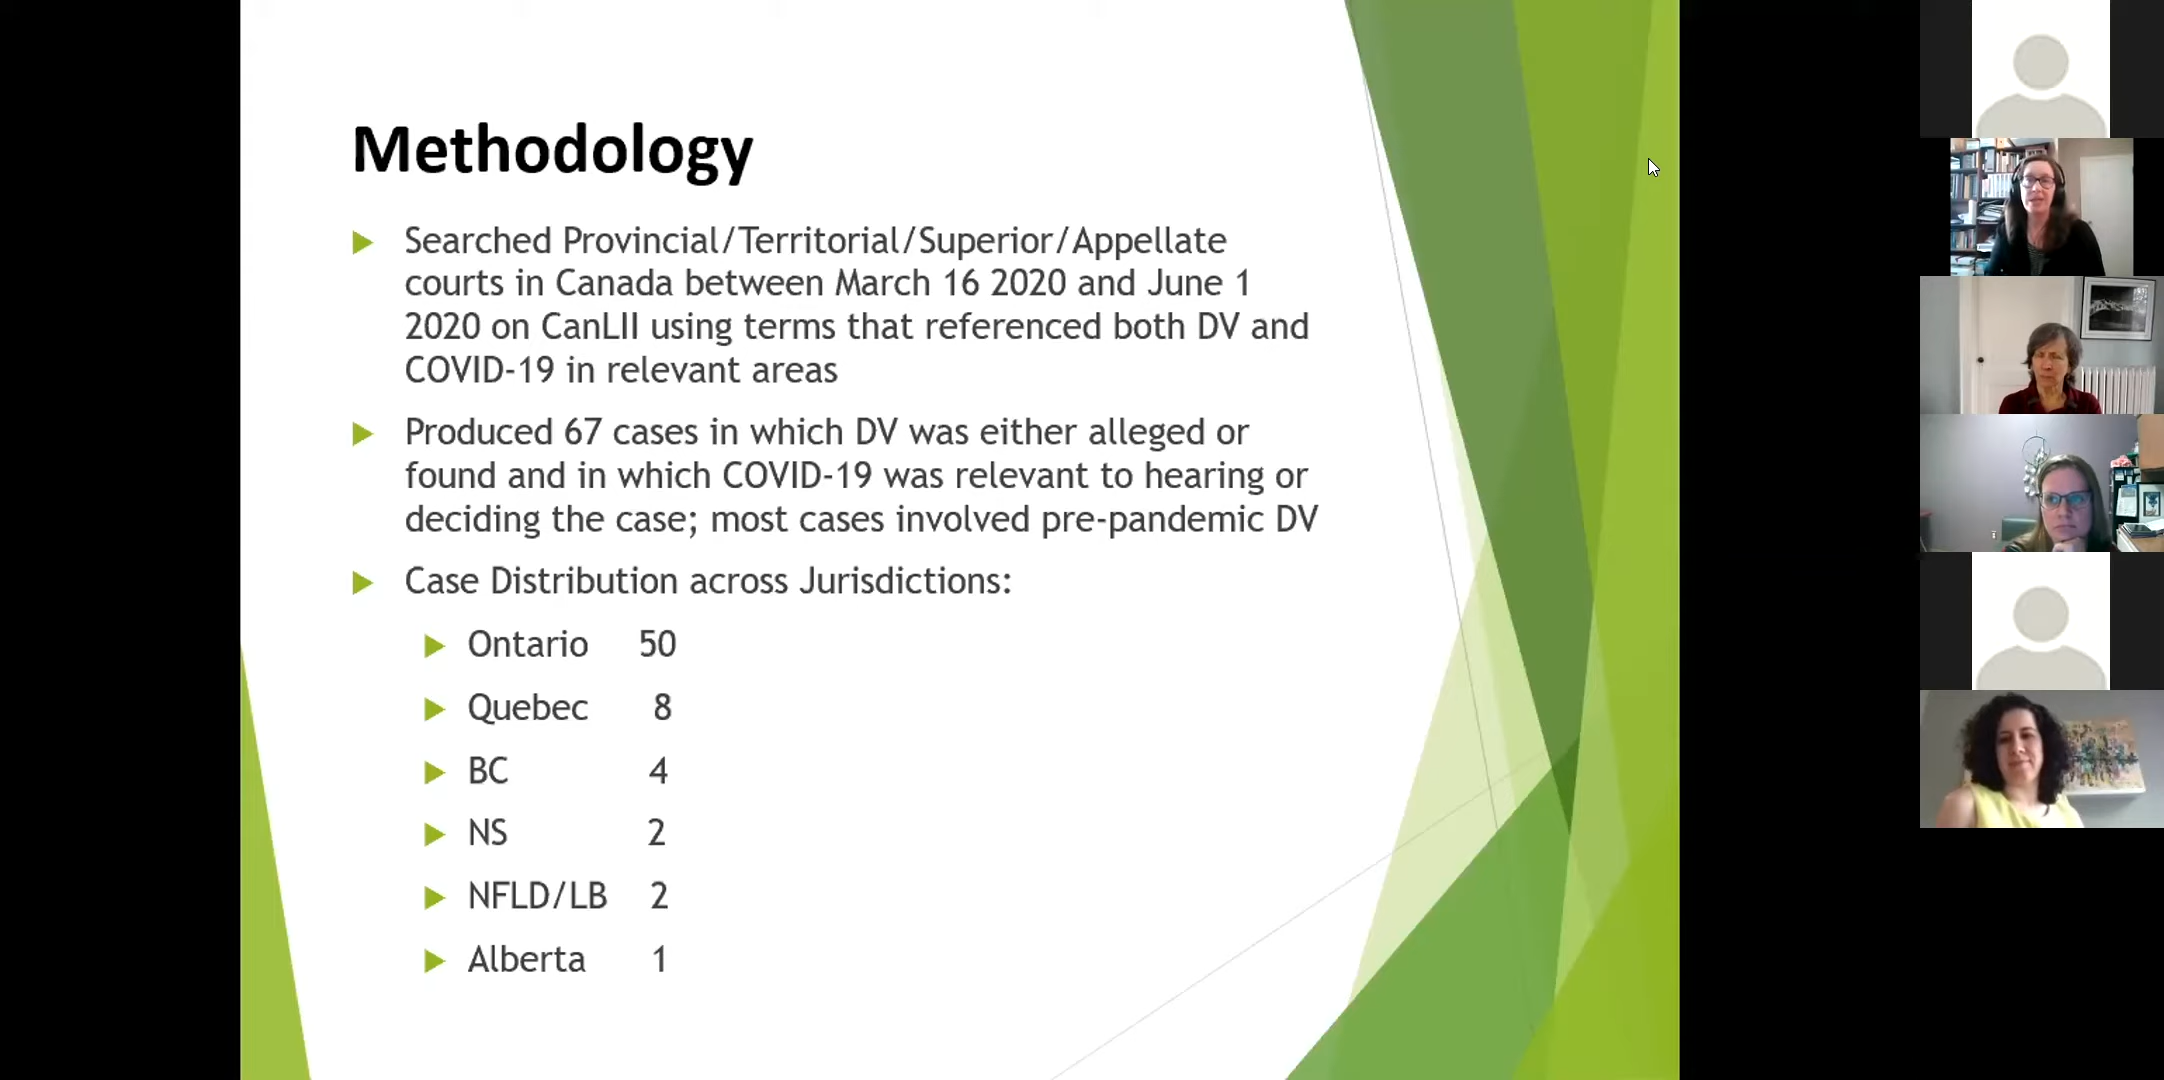 Methodology
Searched Provincial/Territorial/Superior/Appellate
courts in Canada between March 16 2020 and June 1
2020 on CanLII using terms that referenced both DV and
COVID-19 in relevant areas
Produced 67 cases in which DV was either alleged or
found and in which COVID-19 was relevant to hearing or
deciding the case; most cases involved pre-pandemic DV
Case Distribution across Jurisdictions:
Ontario 50
Quebec 8
BC 4
NS 2
NFLD/LB 2
Alberta 1